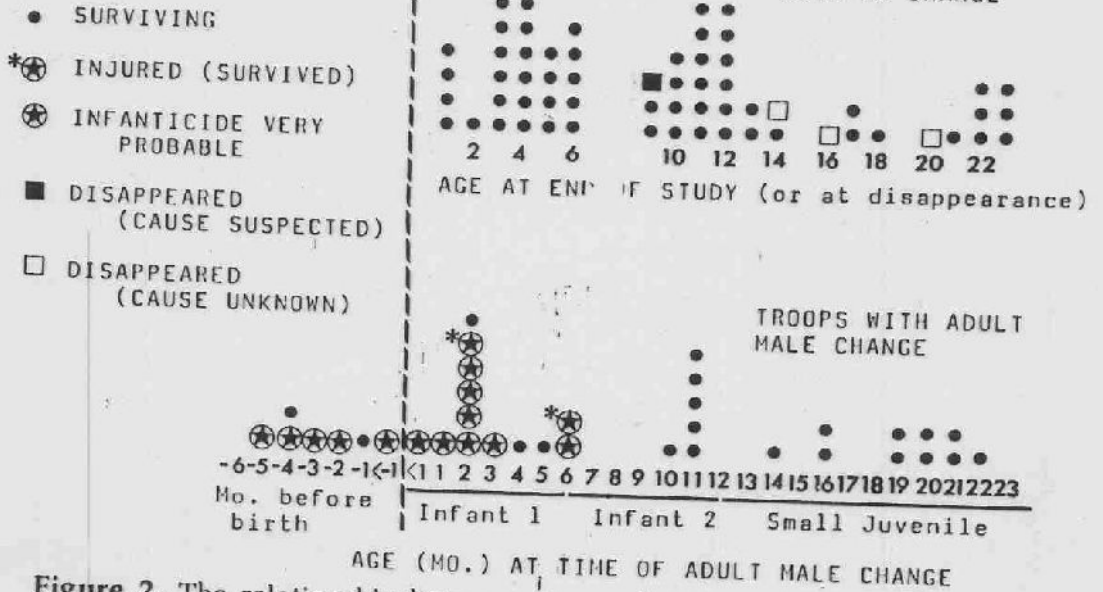 SURVIVING
* INJURED (SURVIVED)
INFANTICIDE VERY
PROBABLE
DISAPPEARED
(CAUSE SUSPECTED)
DISAPPEARED
(CAUSE UNKNOWN)
2 4 6 10 12 14 16 18 20 22
AGE AT END OF STUDY (or at disappearance)
TROOPS WITH ADULT
MALE CHANGE
*
*
-6-5-4-3-2-1<-1 <1 1 2 3 4 5 6 7 8 9 10 11 12 13 14 15 16 17 18 19 20 21 22 23
Mo. before
birth
Infant 1 Infant 2 Small Juvenile
AGE (MO.) AT TIME OF ADULT MALE CHANGE
Figure 2. The